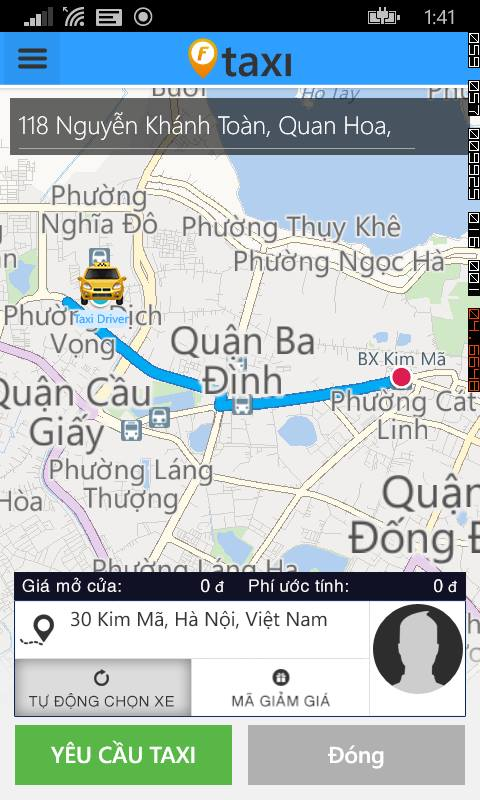 1:41
F taxi
Hồ Tây
118 Nguyễn Khánh Toàn, Quan Hoa,
Phường
Nghĩa Đô
Phường Thụy Khê
Phường Ngọc Hà
Taxi Driver
Phường Dịch
Vọng
Quận Ba
Đình
BX Kim Mã
Quận Cầu
Giấy
Phường Cát
Linh
Phường Láng
Thượng
Hòa
Quận
Đống Đ
Phường Láng Hạ
Giá mở cửa: 0 đ Phí ước tính: 0 đ
30 Kim Mã, Hà Nội, Việt Nam
TỰ ĐỘNG CHỌN XE
MÃ GIẢM GIÁ
YÊU CẦU TAXI
Đóng